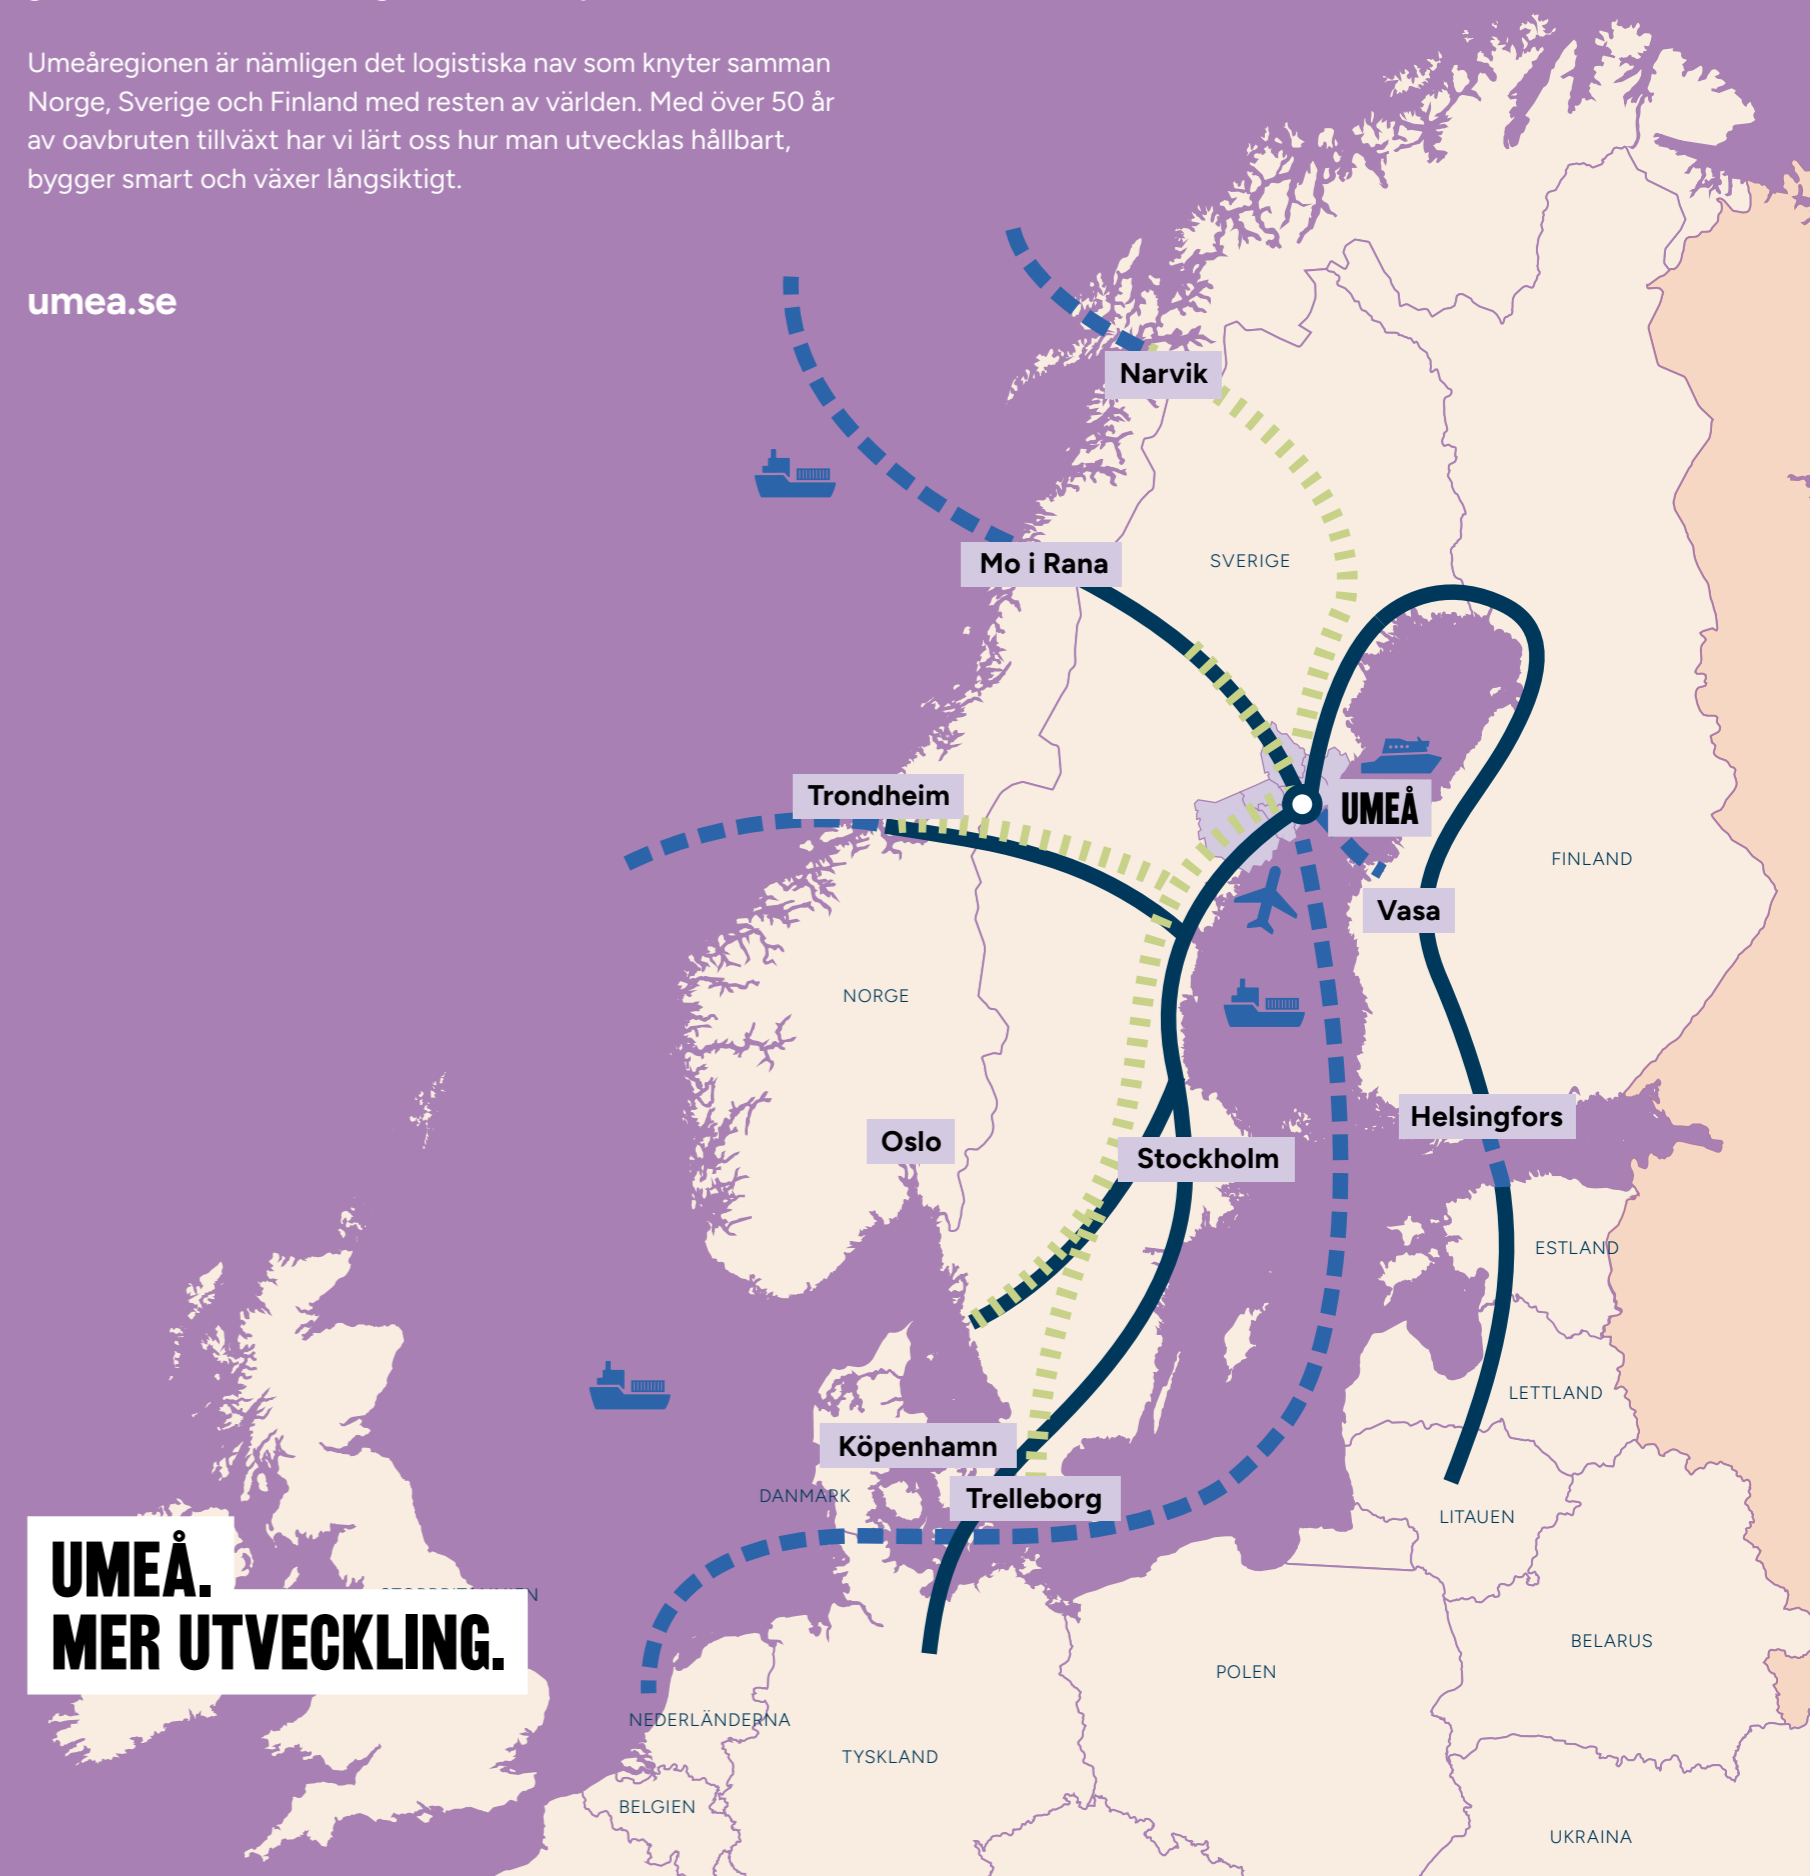 Umeåregionen är nämligen det logistiska nav som knyter samman
Norge, Sverige och Finland med resten av världen. Med över 50 år
av oavbruten tillväxt har vi lärt oss hur man utvecklas hållbart,
bygger smart och växer långsiktigt.
umea.se
Narvik
Mo i Rana
SVERIGE
Trondheim
UMEÅ
FINLAND
Vasa
NORGE
Helsingfors
Oslo
Stockholm
ESTLAND
LETTLAND
Köpenhamn
DANMARK
Trelleborg
LITAUEN
UMEÅ.
MER UTVECKLING.
BELARUS
POLEN
NEDERLÄNDERNA
TYSKLAND
BELGIEN
UKRAINA